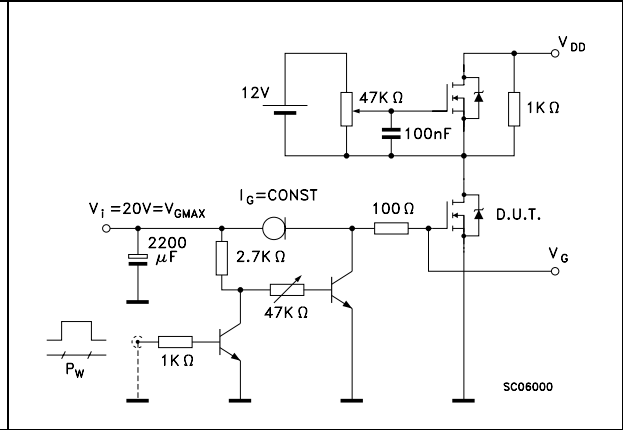 V DD
12V
47K Ω
1K Ω
100nF
I G =CONST
V i =20V=V GMAX
100 Ω
D.U.T.
2200
μF
2.7K Ω
V G
47K Ω
1K Ω
P W
SC06000